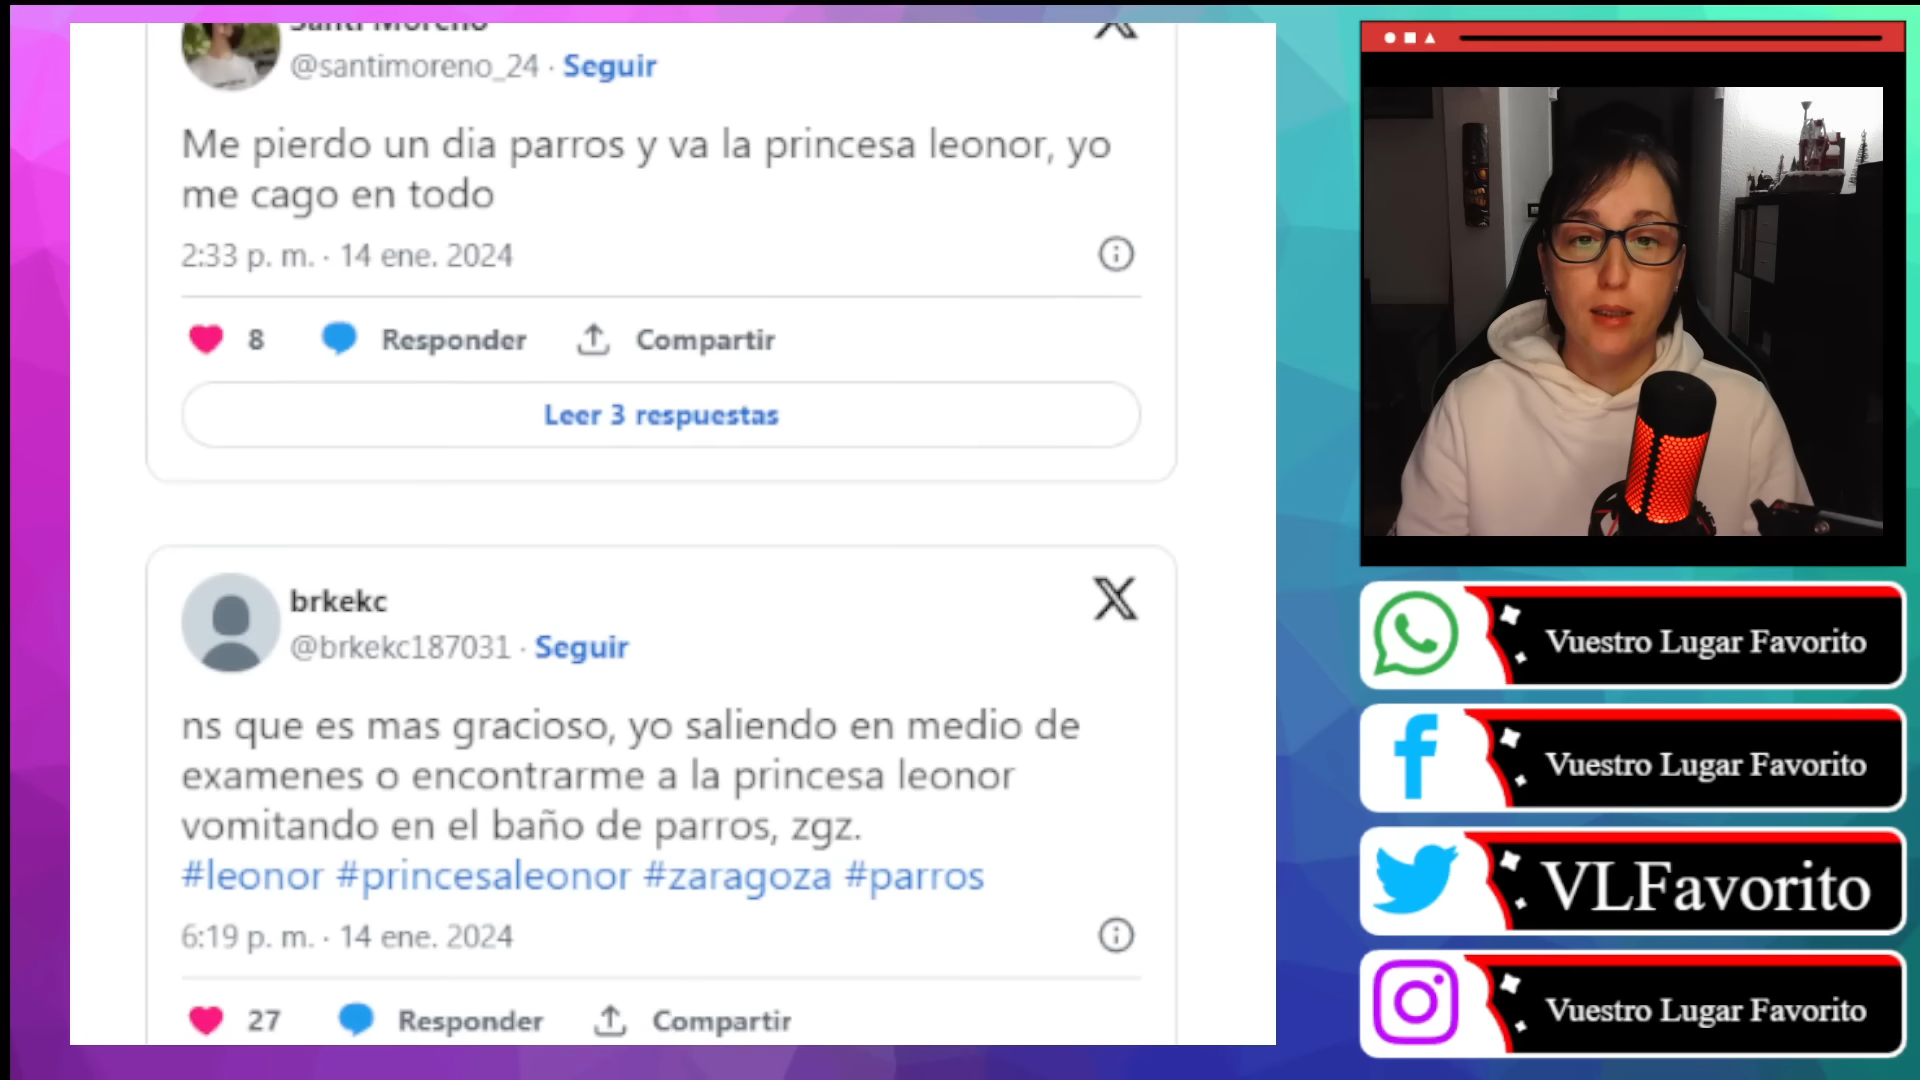 Santi Moreno
@santimoreno_24 · Seguir
Me pierdo un dia parros y va la princesa leonor, yo
me cago en todo
2:33 p. m. · 14 ene. 2024
8 Responder Compartir
Leer 3 respuestas
brkekc
@brkekc187031 · Seguir
ns que es mas gracioso, yo saliendo en medio de
examenes o encontrarme a la princesa leonor
vomitando en el baño de parros, zgz.
#leonor #princesaleonor #zaragoza #parros
6:19 p. m. · 14 ene. 2024
27 Responder Compartir
Vuestro Lugar Favorito
Vuestro Lugar Favorito
VLFavorito
Vuestro Lugar Favorito